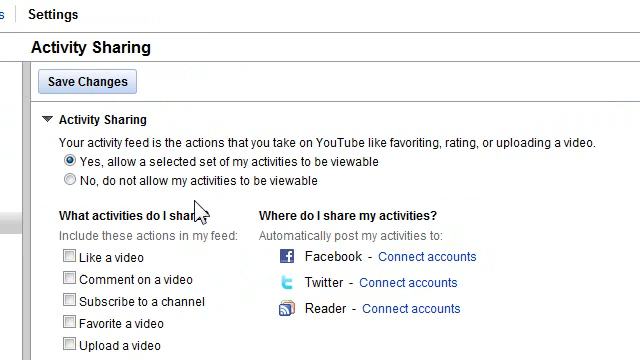 Settings
Activity Sharing
Save Changes
Activity Sharing
Your activity feed is the actions that you take on YouTube like favoriting, rating, or uploading a video.
Yes, allow a selected set of my activities to be viewable
No, do not allow my activities to be viewable
What activities do I shar
Include these actions in my feed:
Like a video
Comment on a video
Subscribe to a channel
Favorite a video
Upload a video
Where do I share my activities?
Automatically post my activities to:
Facebook - Connect accounts
Twitter - Connect accounts
Reader - Connect accounts